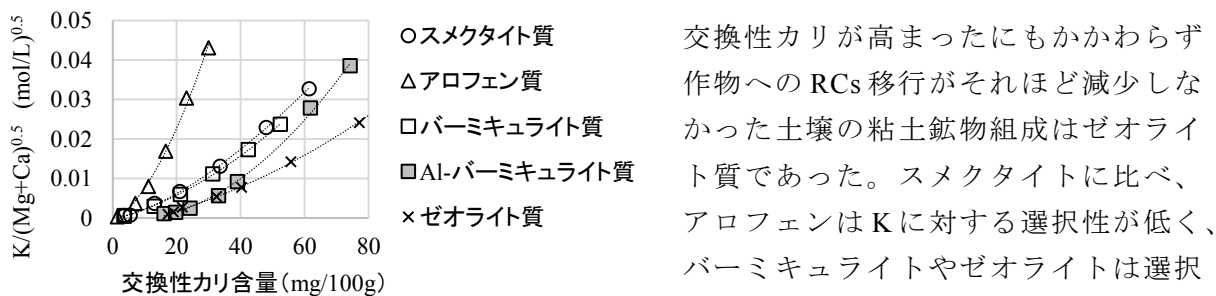 K/(Mg+Ca)^0.5 (mol/L)^0.5
0.05
0.04
0.03
0.02
0.01
0
0 20 40 60 80
交換性カリ含量(mg/100g)
スメクタイト質
アロフェン質
バーミキュライト質
Al-バーミキュライト質
ゼオライト質
交換性カリが高まったにもかかわらず
作物への RCs 移行がそれほど減少しな
かった土壌の粘土鉱物組成はゼオライ
ト質であった。スメクタイトに比べ、
アロフェンは K に対する選択性が低く、
バーミキュライトやゼオライトは選択